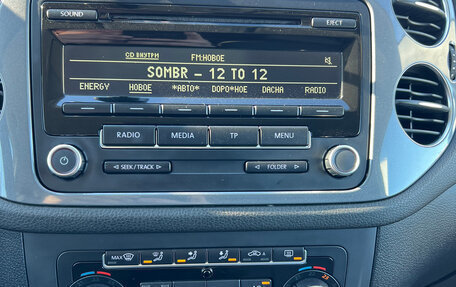 SOUND EJECT
CD ВНУТРИ FM:НОВОЕ
SOMBR – 12 TO 12
ENERGY НОВОЕ *АВТО* DОРО*НОЕ DACHA RADIO
RADIO MEDIA TP MENU
◁ SEEK/TRACK ▷ ◁ FOLDER ▷
MAX A